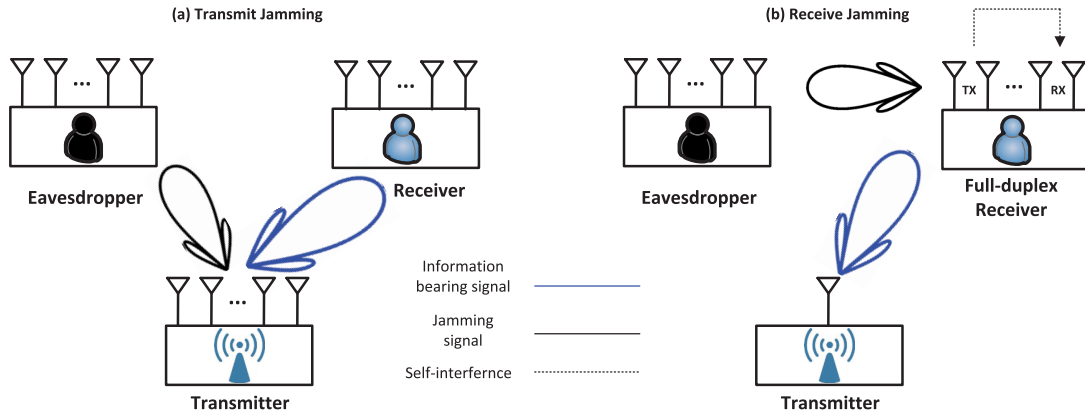 (a) Transmit Jamming
...
...
Eavesdropper
Receiver
...
Transmitter
Information
bearing signal
Jamming
signal
Self-interfernce
(b) Receive Jamming
...
TX
...
RX
Eavesdropper
Full-duplex
Receiver
Transmitter